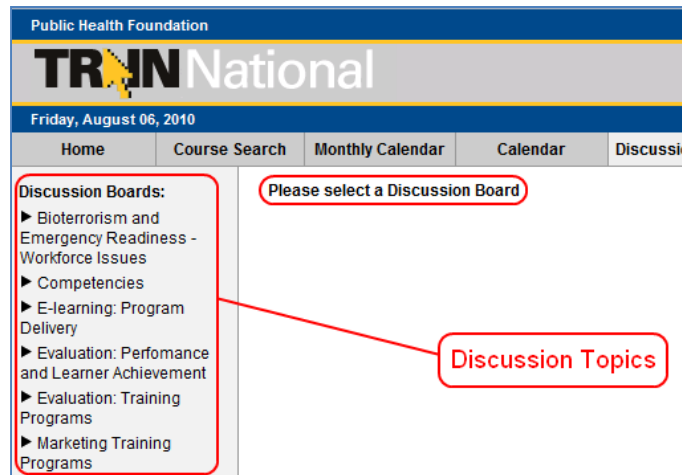 Public Health Foundation
TRAIN National
Friday, August 06, 2010
Home Course Search Monthly Calendar Calendar Discussi
Discussion Boards:
► Bioterrorism and
Emergency Readiness -
Workforce Issues
► Competencies
► E-learning: Program
Delivery
► Evaluation: Perfomance
and Learner Achievement
► Evaluation: Training
Programs
► Marketing Training
Programs
Please select a Discussion Board
Discussion Topics